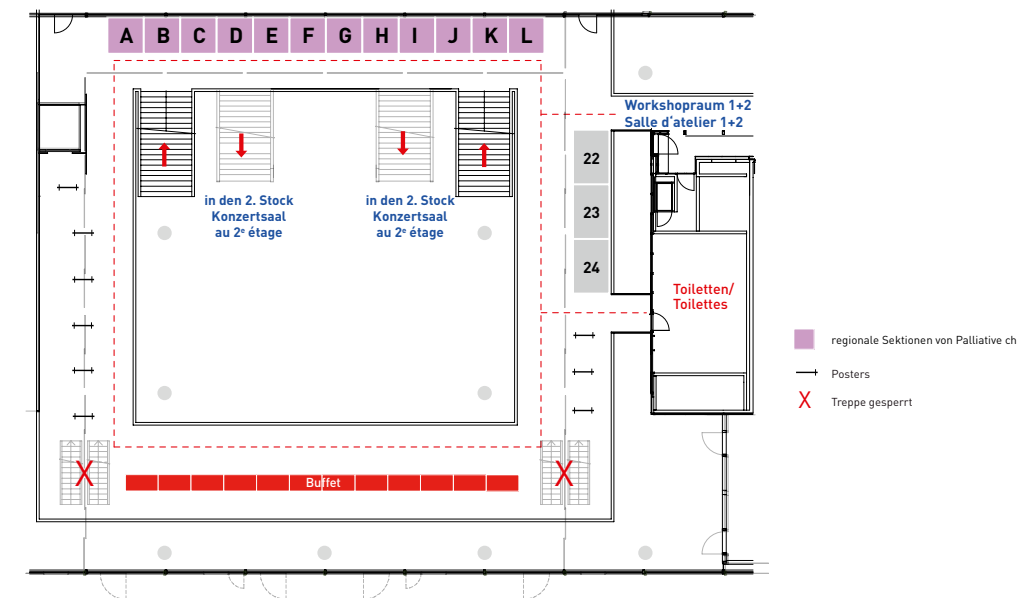 A B C D E F G H I J K L
Workshopraum 1+2
Salle d'atelier 1+2
22
23
24
in den 2. Stock
Konzertsaal
au 2e étage
in den 2. Stock
Konzertsaal
au 2e étage
Toiletten/
Toilettes
regionale Sektionen von Palliative ch
Posters
X Treppe gesperrt
X
X
Buffet